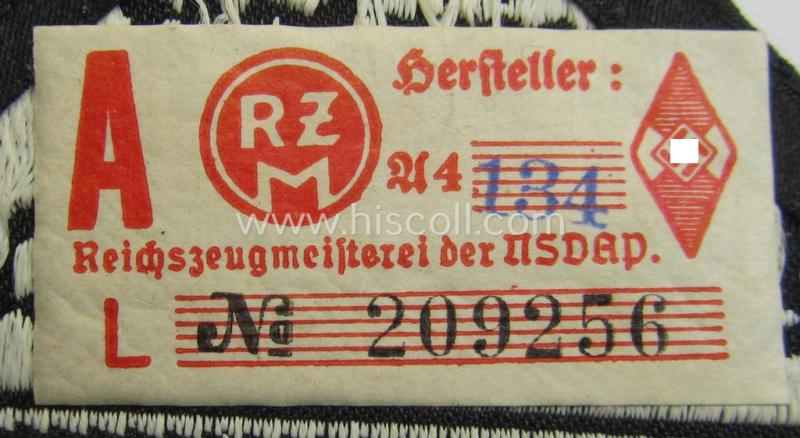 A RZM Hersteller:
A4 134
www.hiscoll.com
Reichszeugmeisterei der NSDAP.
L No 209256